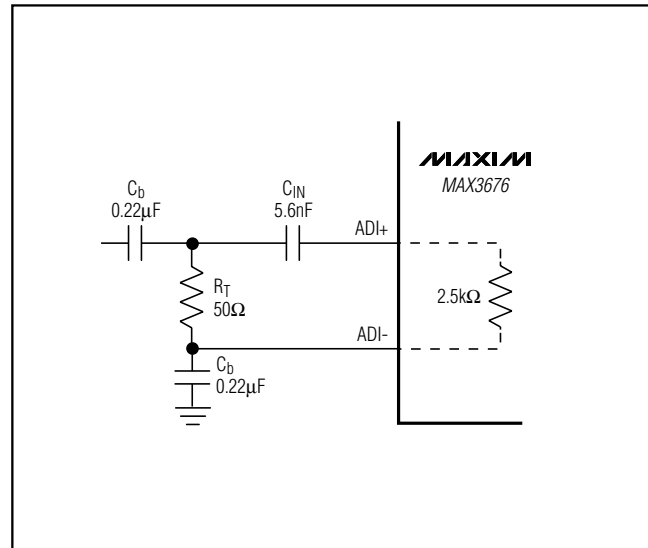 MAXIM
MAX3676
Cb
0.22μF
CIN
5.6nF
ADI+
RT
50Ω
2.5kΩ
ADI-
Cb
0.22μF